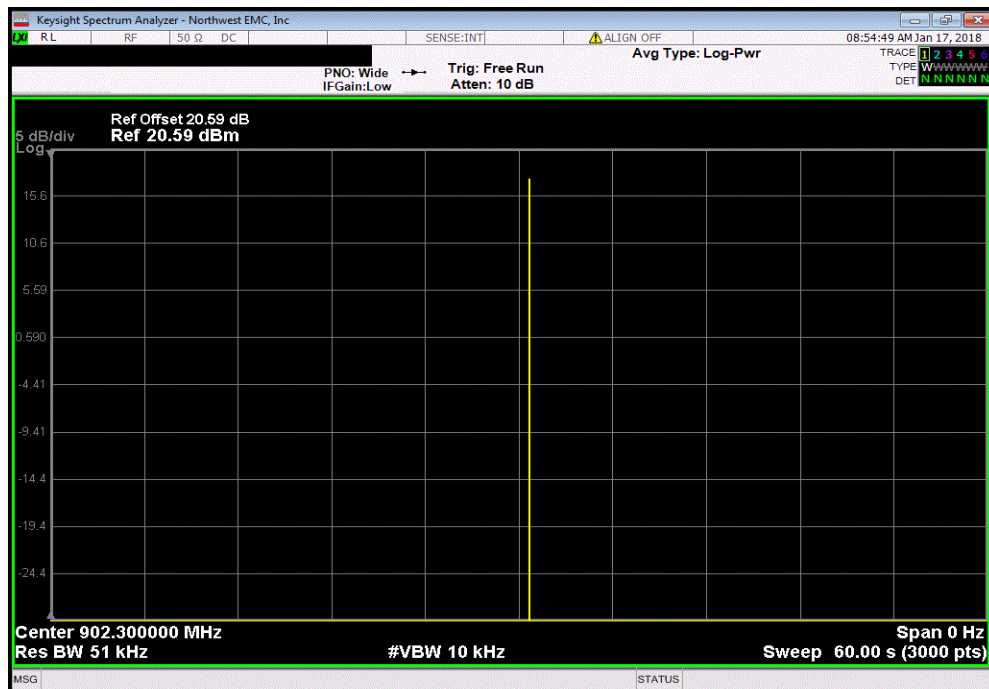 Keysight Spectrum Analyzer - Northwest EMC, Inc
LXI RL RF 50 Ω DC SENSE:INT ALIGN OFF 08:54:49 AM Jan 17, 2018
Avg Type: Log-Pwr TRACE 1 2 3 4 5 6
PNO: Wide Trig: Free Run TYPE WWWWWW
IFGain:Low Atten: 10 dB DET N N N N N N
Ref Offset 20.59 dB
5 dB/div Ref 20.59 dBm
Log
15.6
10.6
5.59
0.590
-4.41
-9.41
-14.4
-19.4
-24.4
Center 902.300000 MHz Span 0 Hz
Res BW 51 kHz #VBW 10 kHz Sweep 60.00 s (3000 pts)
MSG STATUS